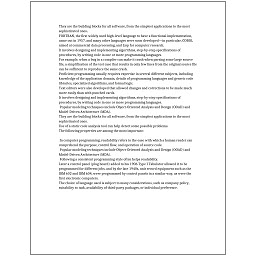 They are the building blocks for all software, from the simplest applications to the most
sophisticated ones.
FORTRAN, the first widely used high-level language to have a functional implementation,
came out in 1957, and many other languages were soon developed—in particular, COBOL
aimed at commercial data processing, and Lisp for computer research.
It involves designing and implementing algorithms, step-by-step specifications of
procedures, by writing code in one or more programming languages.
For example, when a bug in a compiler can make it crash when parsing some large source
file, a simplification of the test case that results in only few lines from the original source file
can be sufficient to reproduce the same crash.
Proficient programming usually requires expertise in several different subjects, including
knowledge of the application domain, details of programming languages and generic code
libraries, specialized algorithms, and formal logic.
Text editors were also developed that allowed changes and corrections to be made much
more easily than with punched cards.
It involves designing and implementing algorithms, step-by-step specifications of
procedures, by writing code in one or more programming languages.
Popular modeling techniques include Object-Oriented Analysis and Design (OOAD) and
Model-Driven Architecture (MDA).
They are the building blocks for all software, from the simplest applications to the most
sophisticated ones.
Use of a static code analysis tool can help detect some possible problems.
The following properties are among the most important:

In computer programming, readability refers to the ease with which a human reader can
comprehend the purpose, control flow, and operation of source code.
Popular modeling techniques include Object-Oriented Analysis and Design (OOAD) and
Model-Driven Architecture (MDA).
Following a consistent programming style often helps readability.
Later a control panel (plug board) added to his 1906 Type I Tabulator allowed it to be
programmed for different jobs, and by the late 1940s, unit record equipment such as the
IBM 602 and IBM 604, were programmed by control panels in a similar way, as were the
first electronic computers.
The choice of language used is subject to many considerations, such as company policy,
suitability to task, availability of third-party packages, or individual preference.